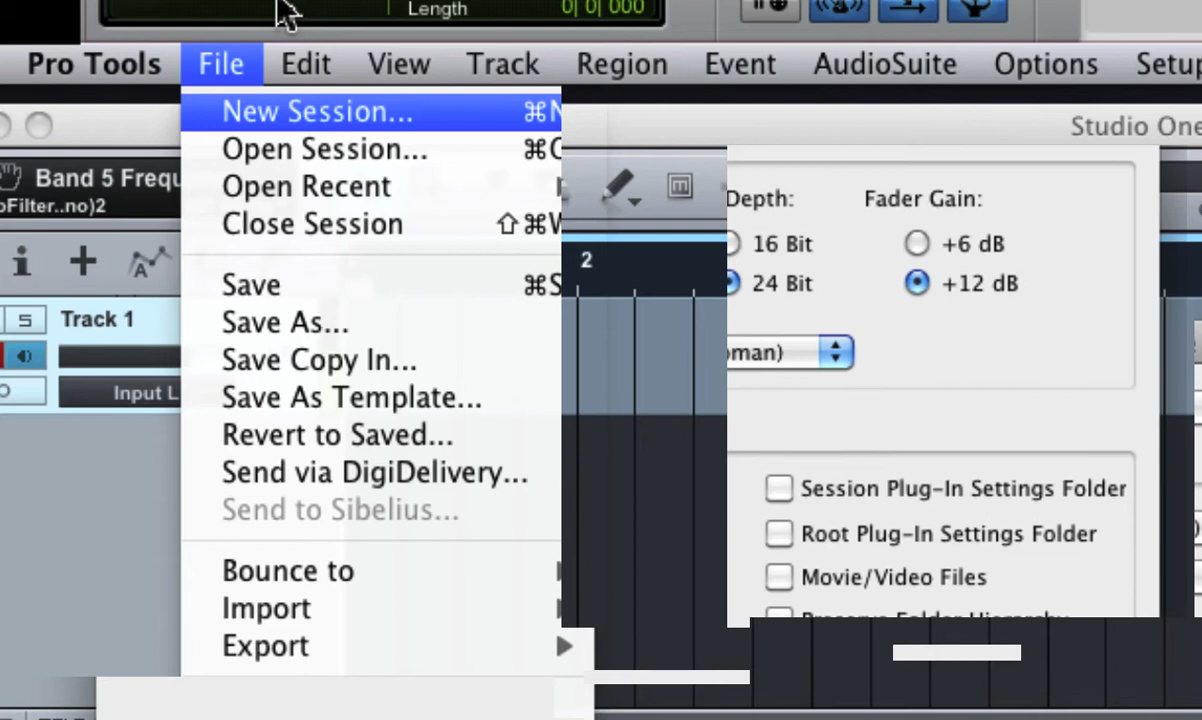 Length 0| 0| 000
Pro Tools File Edit View Track Region Event AudioSuite Options Setup
New Session... ⌘N
Studio One
Open Session...
Band 5 Frequ
Open Recent
oFilter..no)2
Close Session ⇧⌘W
Depth: Fader Gain:
16 Bit +6 dB
24 Bit +12 dB
2
Save ⌘S
Save As...
S Track 1
Save Copy In...
oman)
Input L
Save As Template...
Revert to Saved...
Send via DigiDelivery...
Send to Sibelius...
Session Plug-In Settings Folder
Root Plug-In Settings Folder
Movie/Video Files
Bounce to
Import
Export